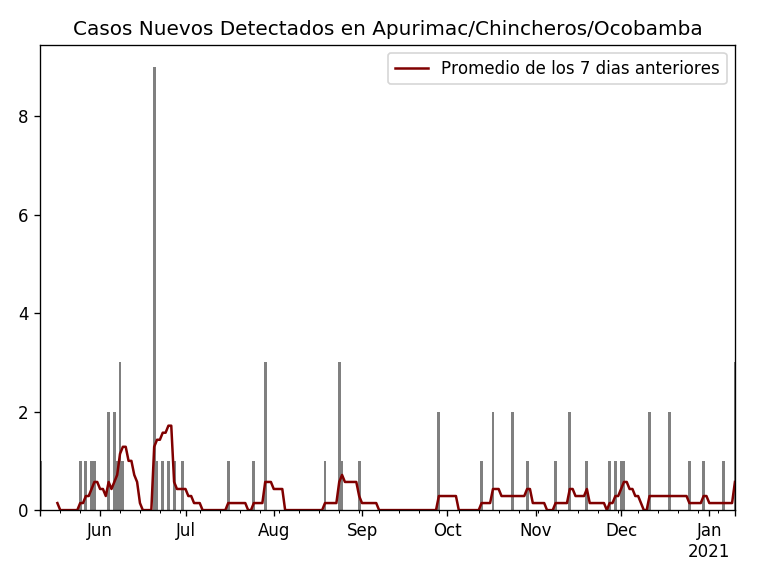 Casos Nuevos Detectados en Apurimac/Chincheros/Ocobamba
Promedio de los 7 dias anteriores
8
6
4
2
0
Jun Jul Aug Sep Oct Nov Dec Jan
2021